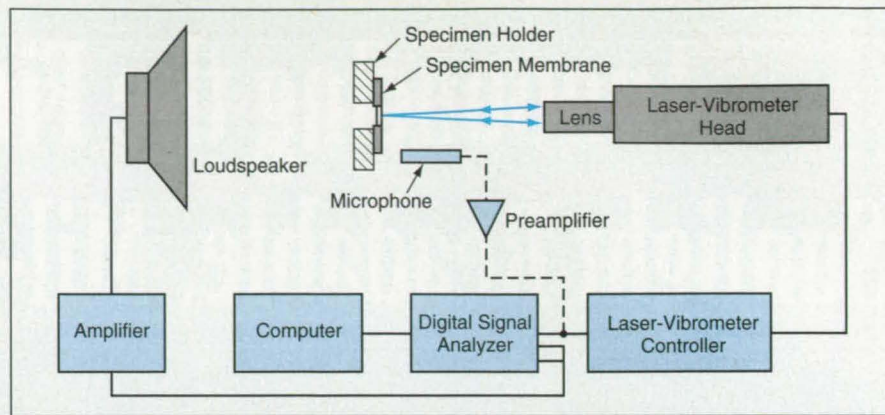 Specimen Holder
Specimen Membrane
Lens
Laser-Vibrometer
Head
Loudspeaker
Microphone
Preamplifier
Amplifier
Computer
Digital Signal
Analyzer
Laser-Vibrometer
Controller